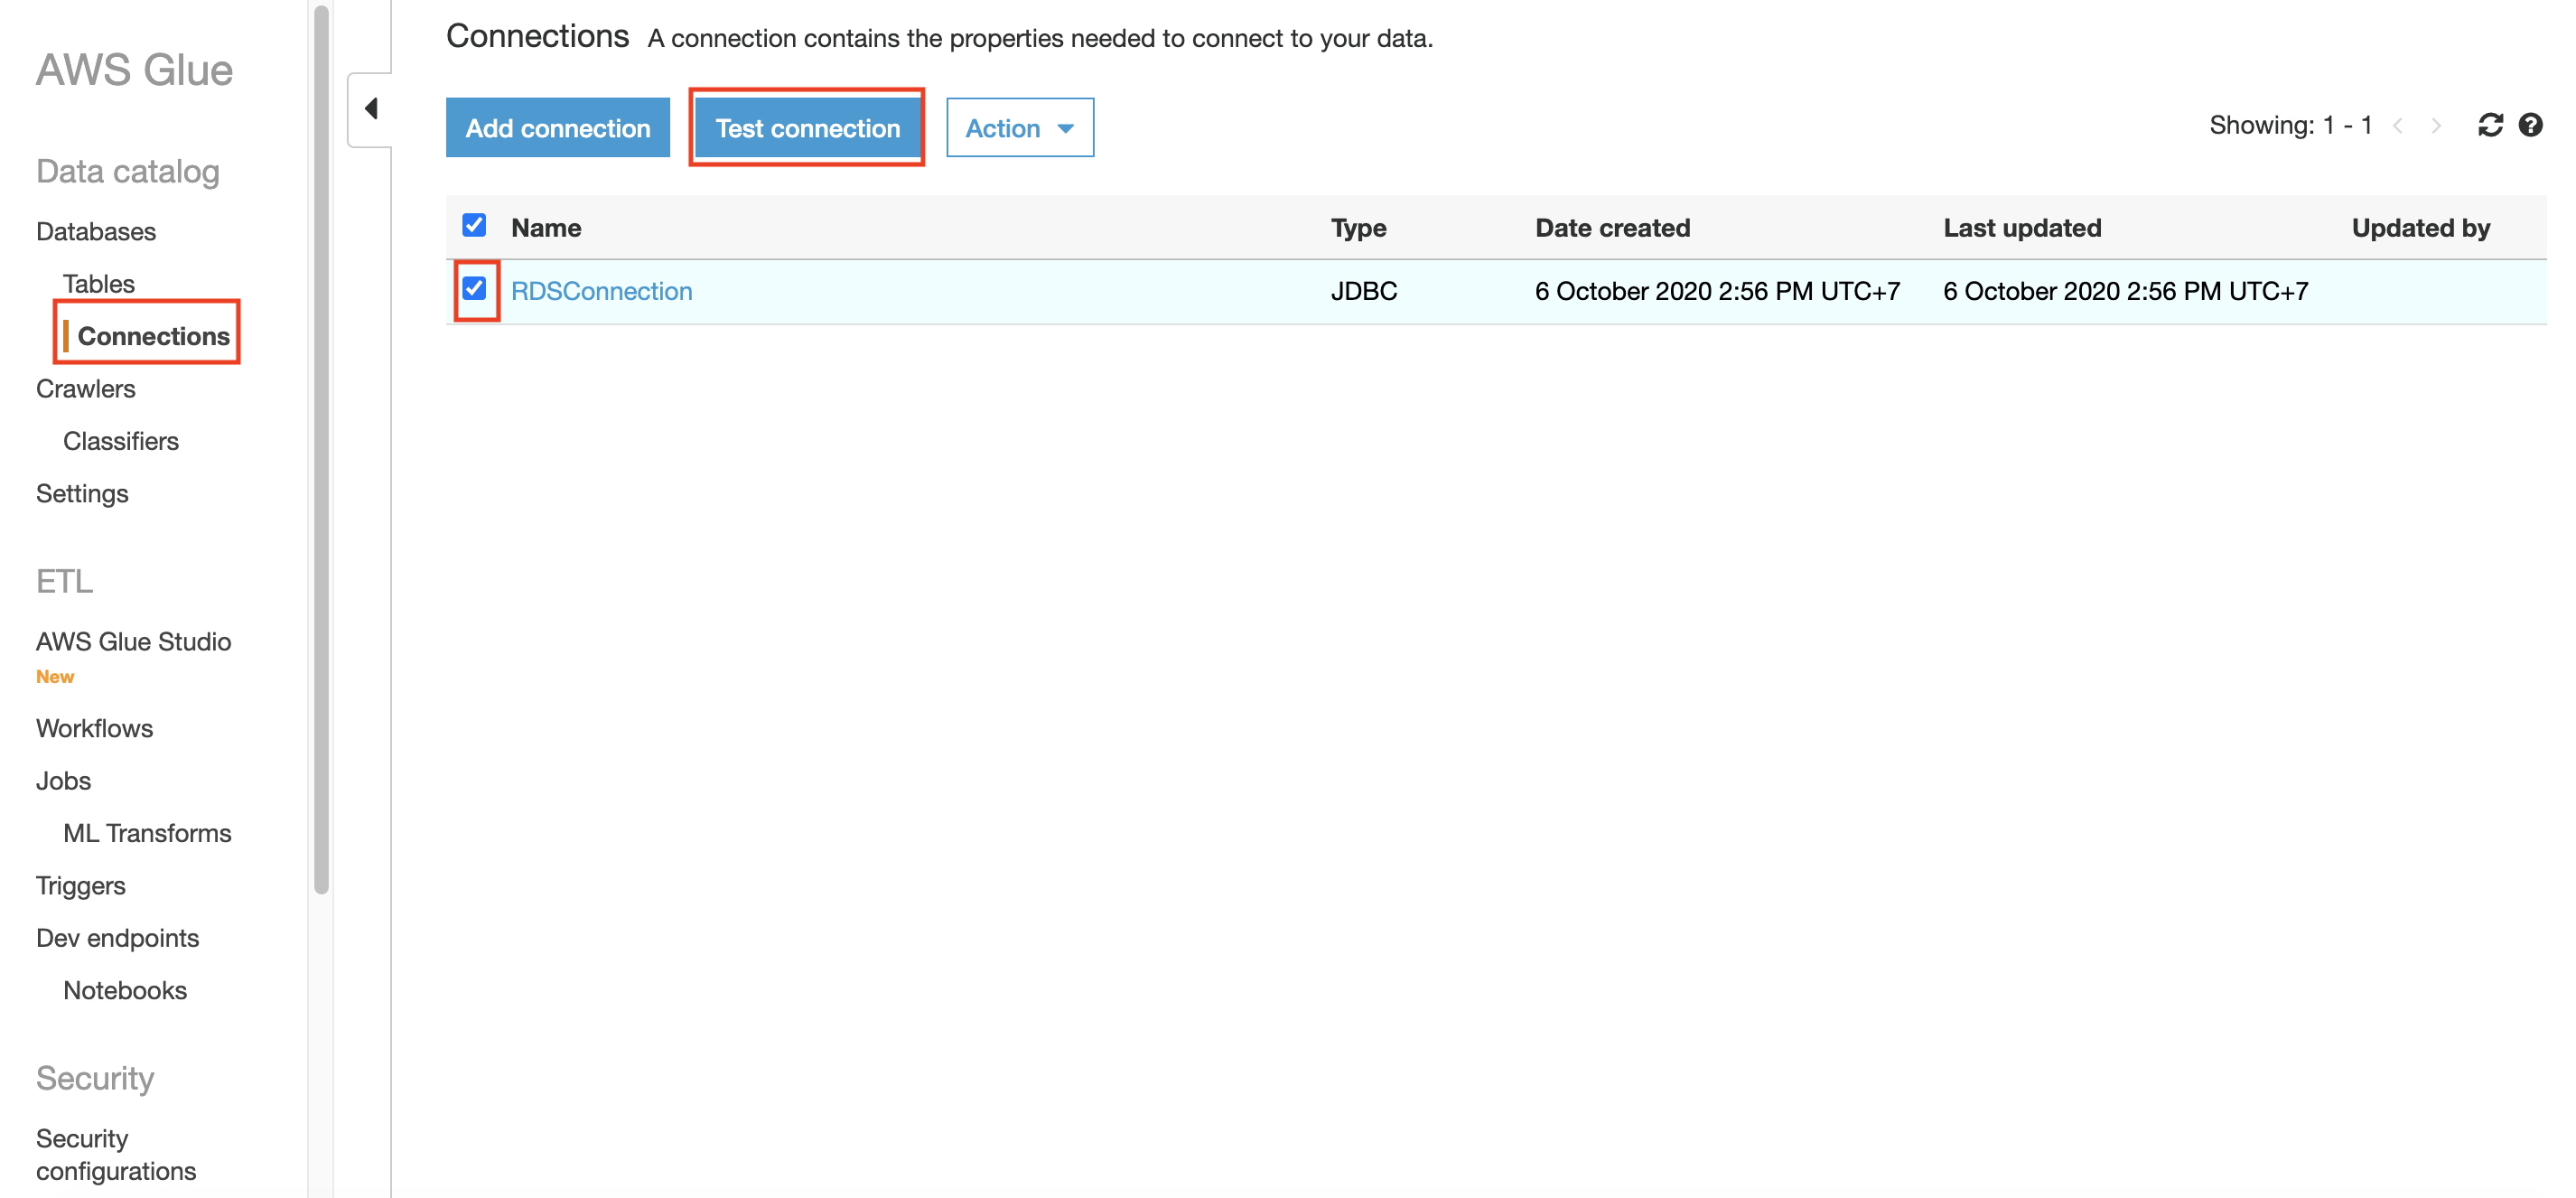 AWS Glue
Data catalog
Databases
Tables
Connections
Crawlers
Classifiers
Settings
ETL
AWS Glue Studio
New
Workflows
Jobs
ML Transforms
Triggers
Dev endpoints
Notebooks
Security
Security
configurations
Connections A connection contains the properties needed to connect to your data.
Add connection Test connection Action Showing: 1 - 1
Name Type Date created Last updated Updated by
RDSConnection JDBC 6 October 2020 2:56 PM UTC+7 6 October 2020 2:56 PM UTC+7